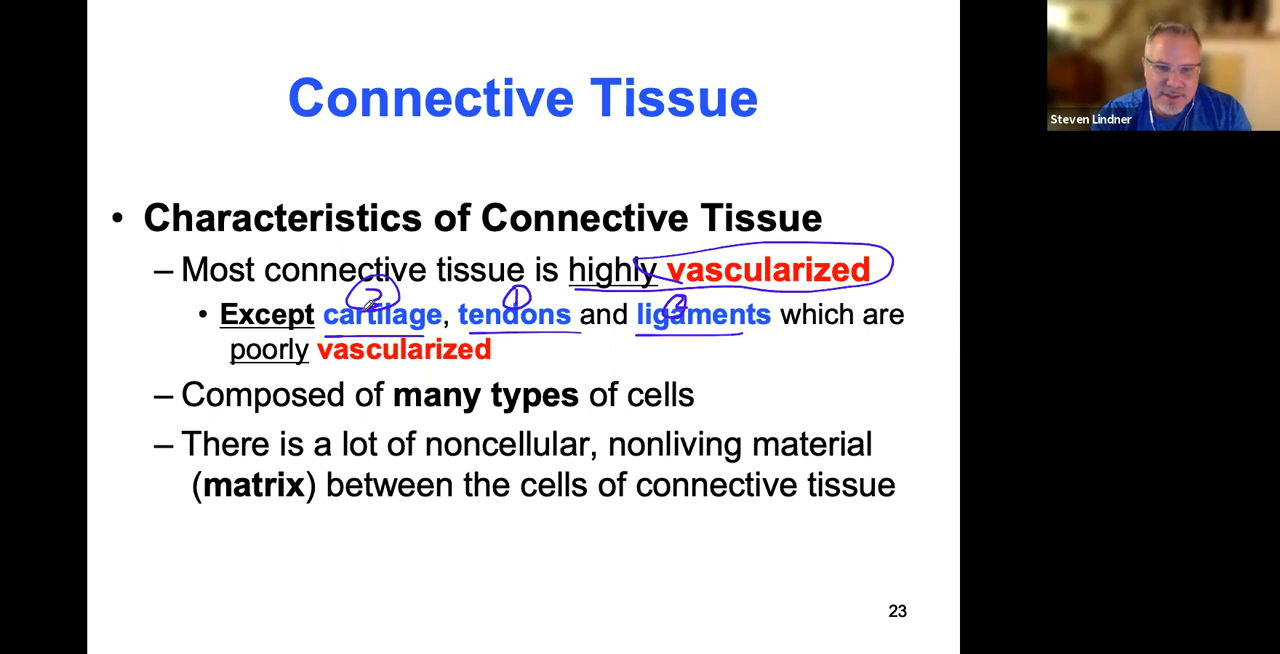 Connective Tissue
Steven Lindner
• Characteristics of Connective Tissue
– Most connective tissue is highly vascularized
2 1
• Except cartilage, tendons and ligaments which are
poorly vascularized
– Composed of many types of cells
– There is a lot of noncellular, nonliving material
(matrix) between the cells of connective tissue
23